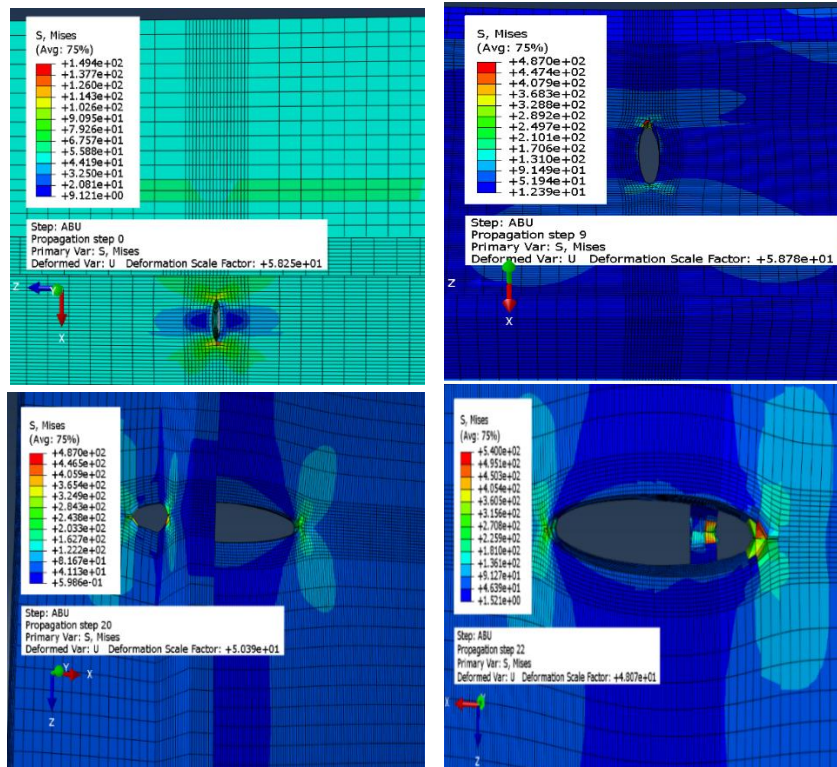 S, Mises
(Avg: 75%)
+1.494e+02
+1.377e+02
+1.260e+02
+1.143e+02
+1.026e+02
+9.095e+01
+7.926e+01
+6.757e+01
+5.588e+01
+4.419e+01
+3.250e+01
+2.081e+01
+9.121e+00
Step: ABU
Propagation step 0
Primary Var: S, Mises
Deformed Var: U Deformation Scale Factor: +5.825e+01
Z
Y
X
S, Mises
(Avg: 75%)
+4.870e+02
+4.474e+02
+4.079e+02
+3.683e+02
+3.288e+02
+2.892e+02
+2.497e+02
+2.101e+02
+1.706e+02
+1.310e+02
+9.149e+01
+5.194e+01
+1.239e+01
Step: ABU
Propagation step 9
Primary Var: S, Mises
Deformed Var: U Deformation Scale Factor: +5.878e+01
Z
X
S, Mises
(Avg: 75%)
+4.870e+02
+4.465e+02
+4.059e+02
+3.654e+02
+3.249e+02
+2.843e+02
+2.438e+02
+2.033e+02
+1.627e+02
+1.222e+02
+8.167e+01
+4.113e+01
+5.986e-01
Step: ABU
Propagation step 20
Primary Var: S, Mises
Deformed Var: U Deformation Scale Factor: +5.039e+01
Y
X
Z
S, Mises
(Avg: 75%)
+5.400e+02
+4.951e+02
+4.503e+02
+4.054e+02
+3.605e+02
+3.156e+02
+2.708e+02
+2.259e+02
+1.810e+02
+1.361e+02
+9.127e+01
+4.639e+01
+1.521e+00
Step: ABU
Propagation step 22
Primary Var: S, Mises
Deformed Var: U Deformation Scale Factor: +4.807e+01
X
Y
Z